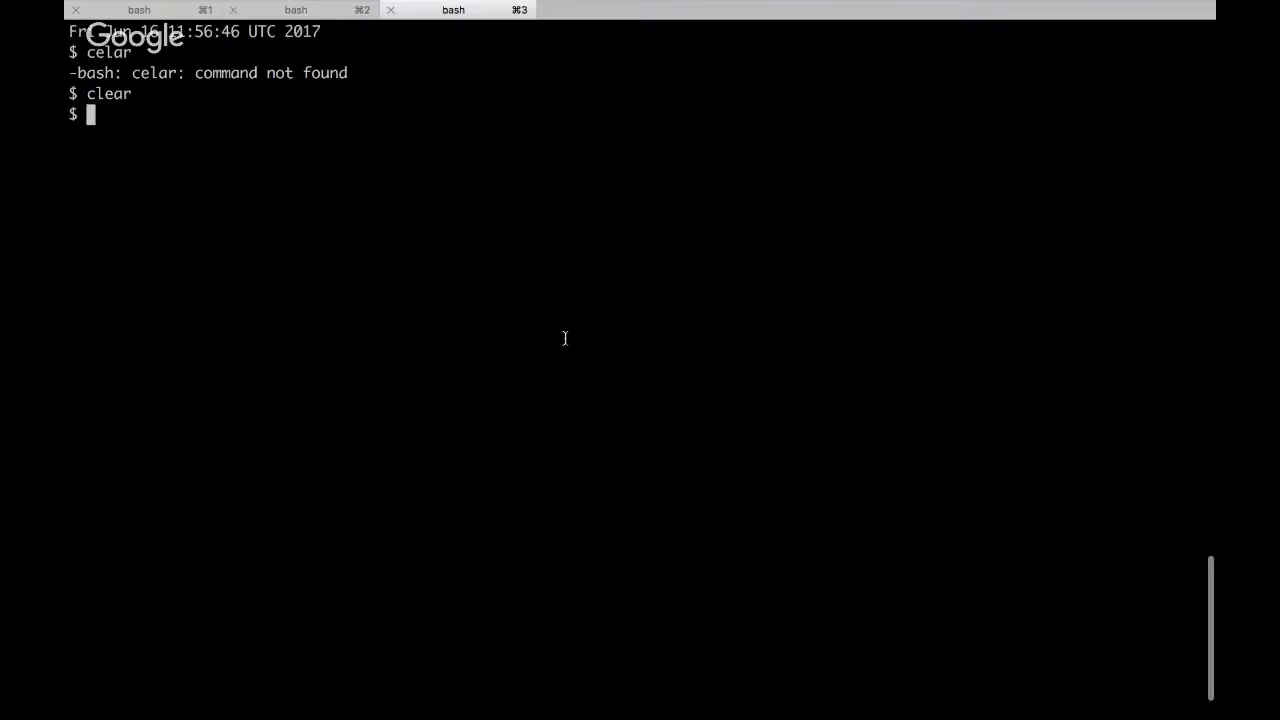 bash ⌘1 bash ⌘2 bash ⌘3
Fri Jun 16 11:56:46 UTC 2017
Google
$ celar
-bash: celar: command not found
$ clear
$